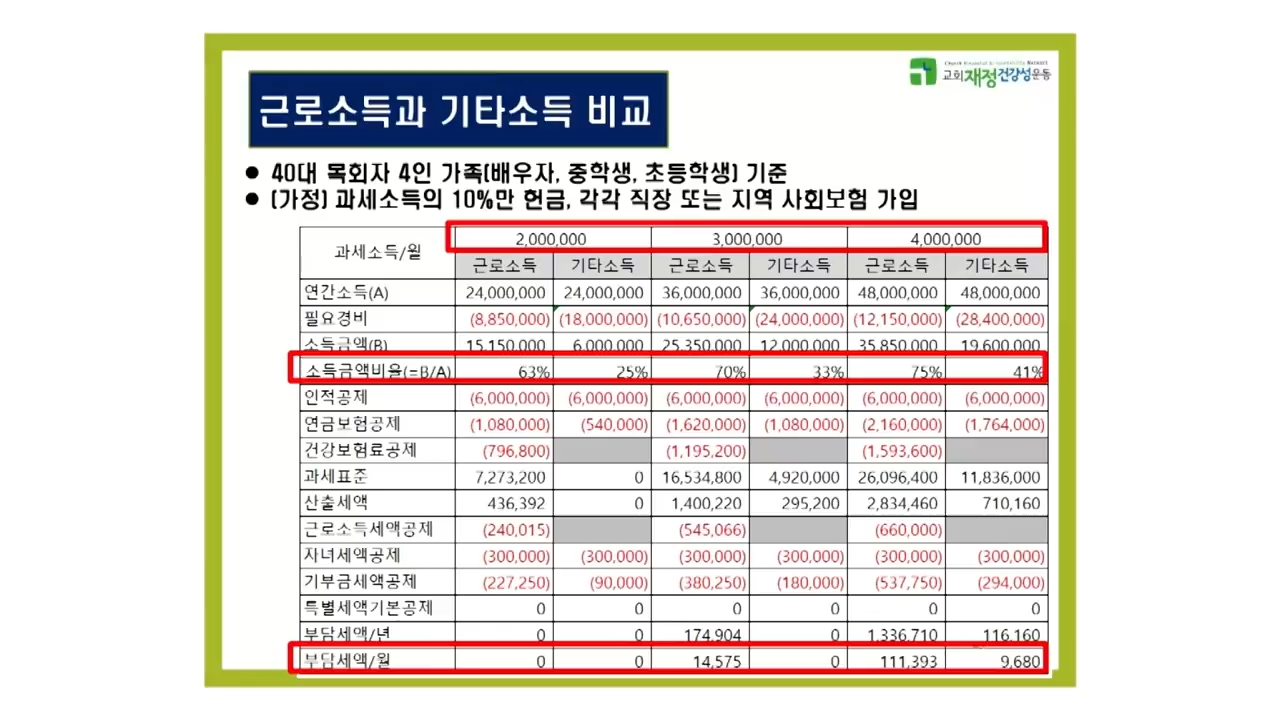 교회재정건강성운동
근로소득과 기타소득 비교
● 40대 목회자 4인 가족(배우자, 중학생, 초등학생) 기준
● (가정) 과세소득의 10%만 헌금, 각각 직장 또는 지역 사회보험 가입
과세소득/월 2,000,000 3,000,000 4,000,000
근로소득 기타소득 근로소득 기타소득 근로소득 기타소득
연간소득(A) 24,000,000 24,000,000 36,000,000 36,000,000 48,000,000 48,000,000
필요경비 (8,850,000) (18,000,000) (10,650,000) (24,000,000) (12,150,000) (28,400,000)
소득금액(B) 15,150,000 6,000,000 25,350,000 12,000,000 35,850,000 19,600,000
소득금액비율(=B/A) 63% 25% 70% 33% 75% 41%
인적공제 (6,000,000) (6,000,000) (6,000,000) (6,000,000) (6,000,000) (6,000,000)
연금보험공제 (1,080,000) (540,000) (1,620,000) (1,080,000) (2,160,000) (1,764,000)
건강보험료공제 (796,800) (1,195,200) (1,593,600)
과세표준 7,273,200 0 16,534,800 4,920,000 26,096,400 11,836,000
산출세액 436,392 0 1,400,220 295,200 2,834,460 710,160
근로소득세액공제 (240,015) (545,066) (660,000)
자녀세액공제 (300,000) (300,000) (300,000) (300,000) (300,000) (300,000)
기부금세액공제 (227,250) (90,000) (380,250) (180,000) (537,750) (294,000)
특별세액기본공제 0 0 0 0 0 0
부담세액/년 0 0 174,904 0 1,336,710 116,160
부담세액/월 0 0 14,575 0 111,393 9,680